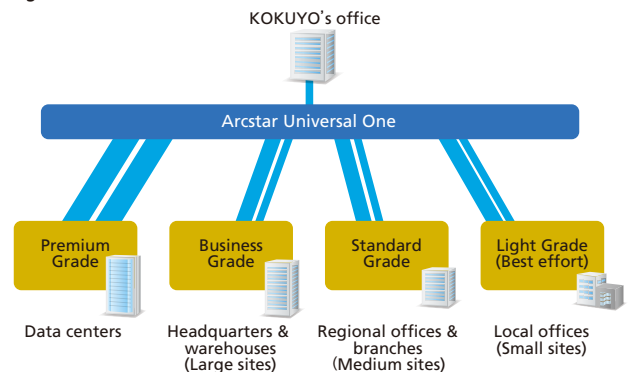 KOKUYO's office
Arcstar Universal One
Premium
Grade
Business
Grade
Standard
Grade
Light Grade
(Best effort)
Data centers
Headquarters &
warehouses
(Large sites)
Regional offices &
branches
(Medium sites)
Local offices
(Small sites)